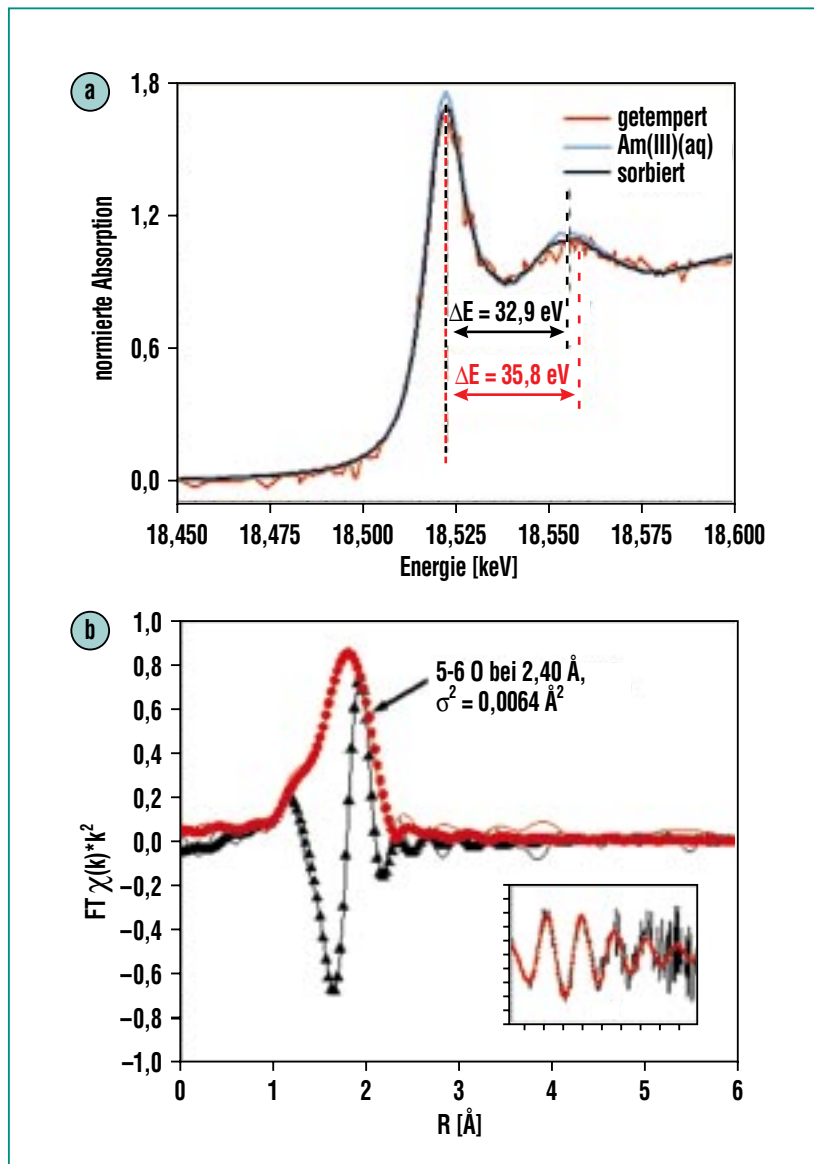 a
1,8
1,2
0,6
0,0
normierte Absorption
getempert
Am(III)(aq)
sorbiert
ΔE = 32,9 eV
ΔE = 35,8 eV
18,450 18,475 18,500 18,525 18,550 18,575 18,600
Energie [keV]
b
1,0
0,8
0,6
0,4
0,2
0,0
–0,2
–0,4
–0,6
–0,8
–1,0
FT χ(k)*k²
5-6 O bei 2,40 Å,
σ² = 0,0064 Å²
0 1 2 3 4 5 6
R [Å]